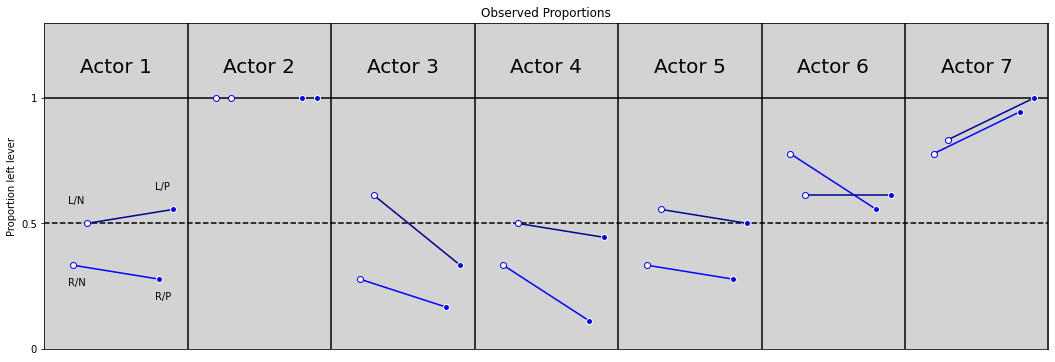 Observed Proportions
Actor 1
Actor 2
Actor 3
Actor 4
Actor 5
Actor 6
Actor 7
Proportion left lever
1
0.5
0
L/N
L/P
R/N
R/P